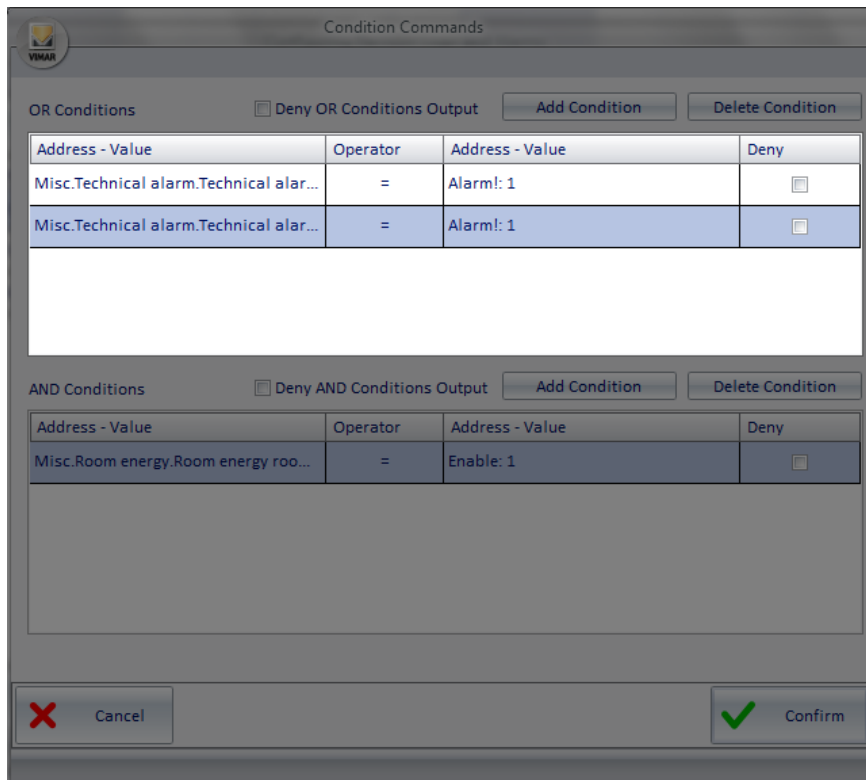 Condition Commands
VIMAR
OR Conditions Deny OR Conditions Output Add Condition Delete Condition
Address - Value Operator Address - Value Deny
Misc.Technical alarm.Technical alar... = Alarm!: 1
Misc.Technical alarm.Technical alar... = Alarm!: 1
AND Conditions Deny AND Conditions Output Add Condition Delete Condition
Address - Value Operator Address - Value Deny
Misc.Room energy.Room energy roo... = Enable: 1
Cancel Confirm